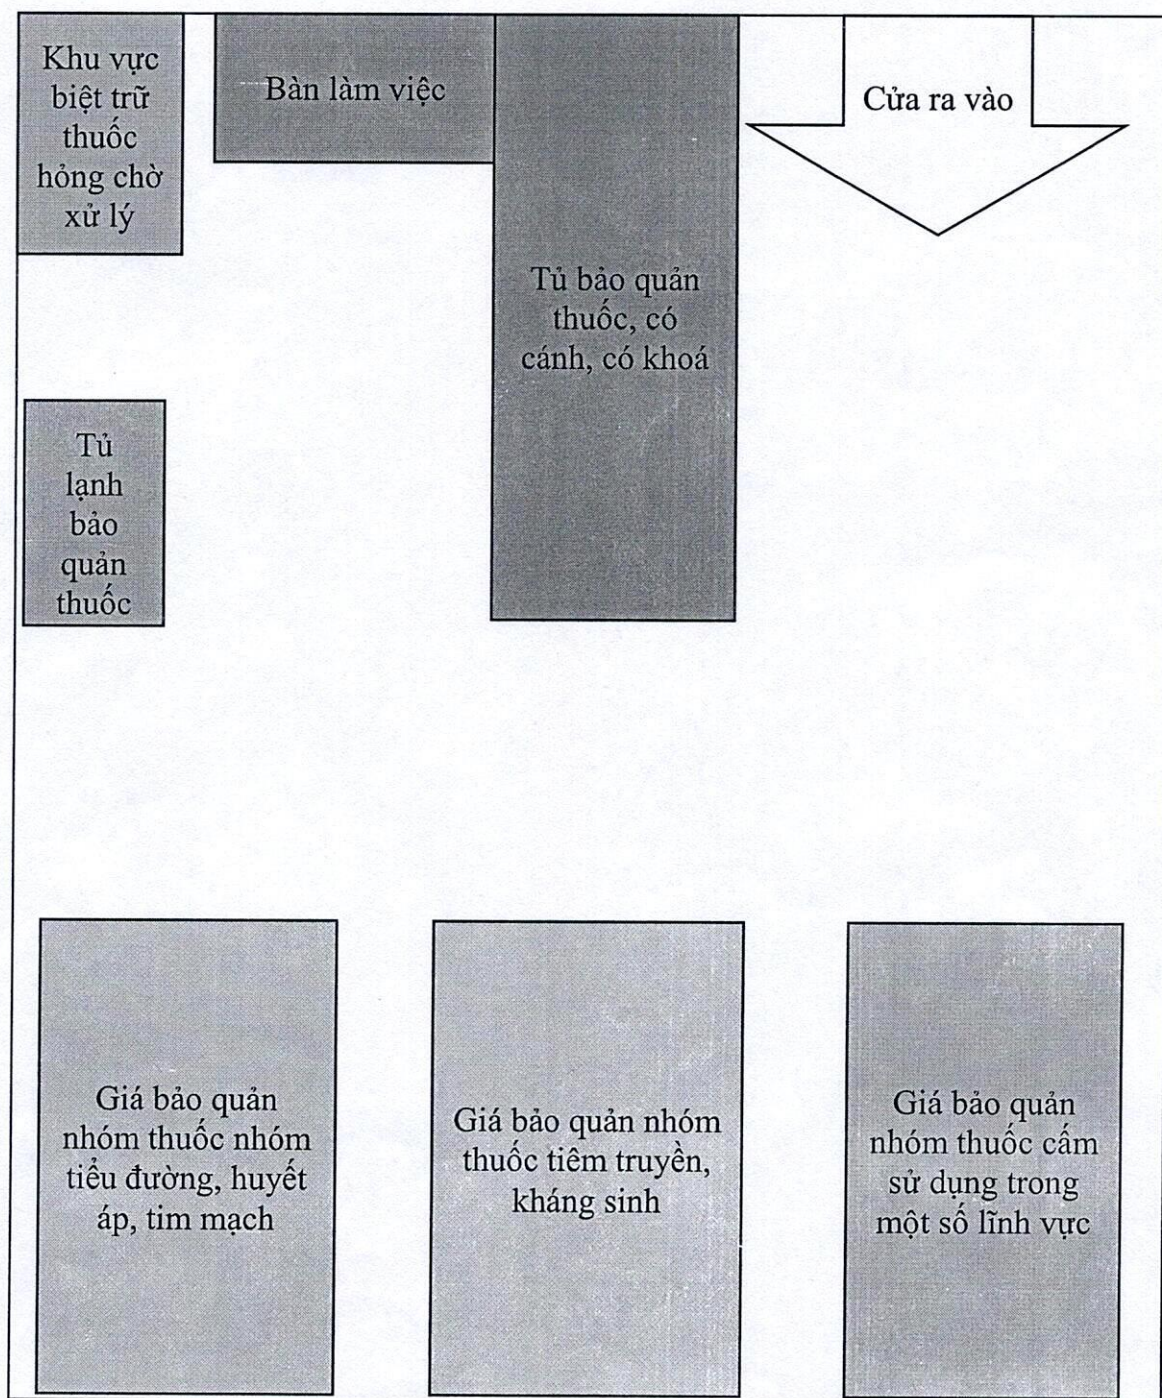 Khu vực
biệt trữ
thuốc
hỏng chờ
xử lý
Bàn làm việc
Tủ bảo quản
thuốc, có
cánh, có khoá
Cửa ra vào
Tủ
lạnh
bảo
quản
thuốc
Giá bảo quản
nhóm thuốc nhóm
tiểu đường, huyết
áp, tim mạch
Giá bảo quản nhóm
thuốc tiêm truyền,
kháng sinh
Giá bảo quản
nhóm thuốc cấm
sử dụng trong
một số lĩnh vực